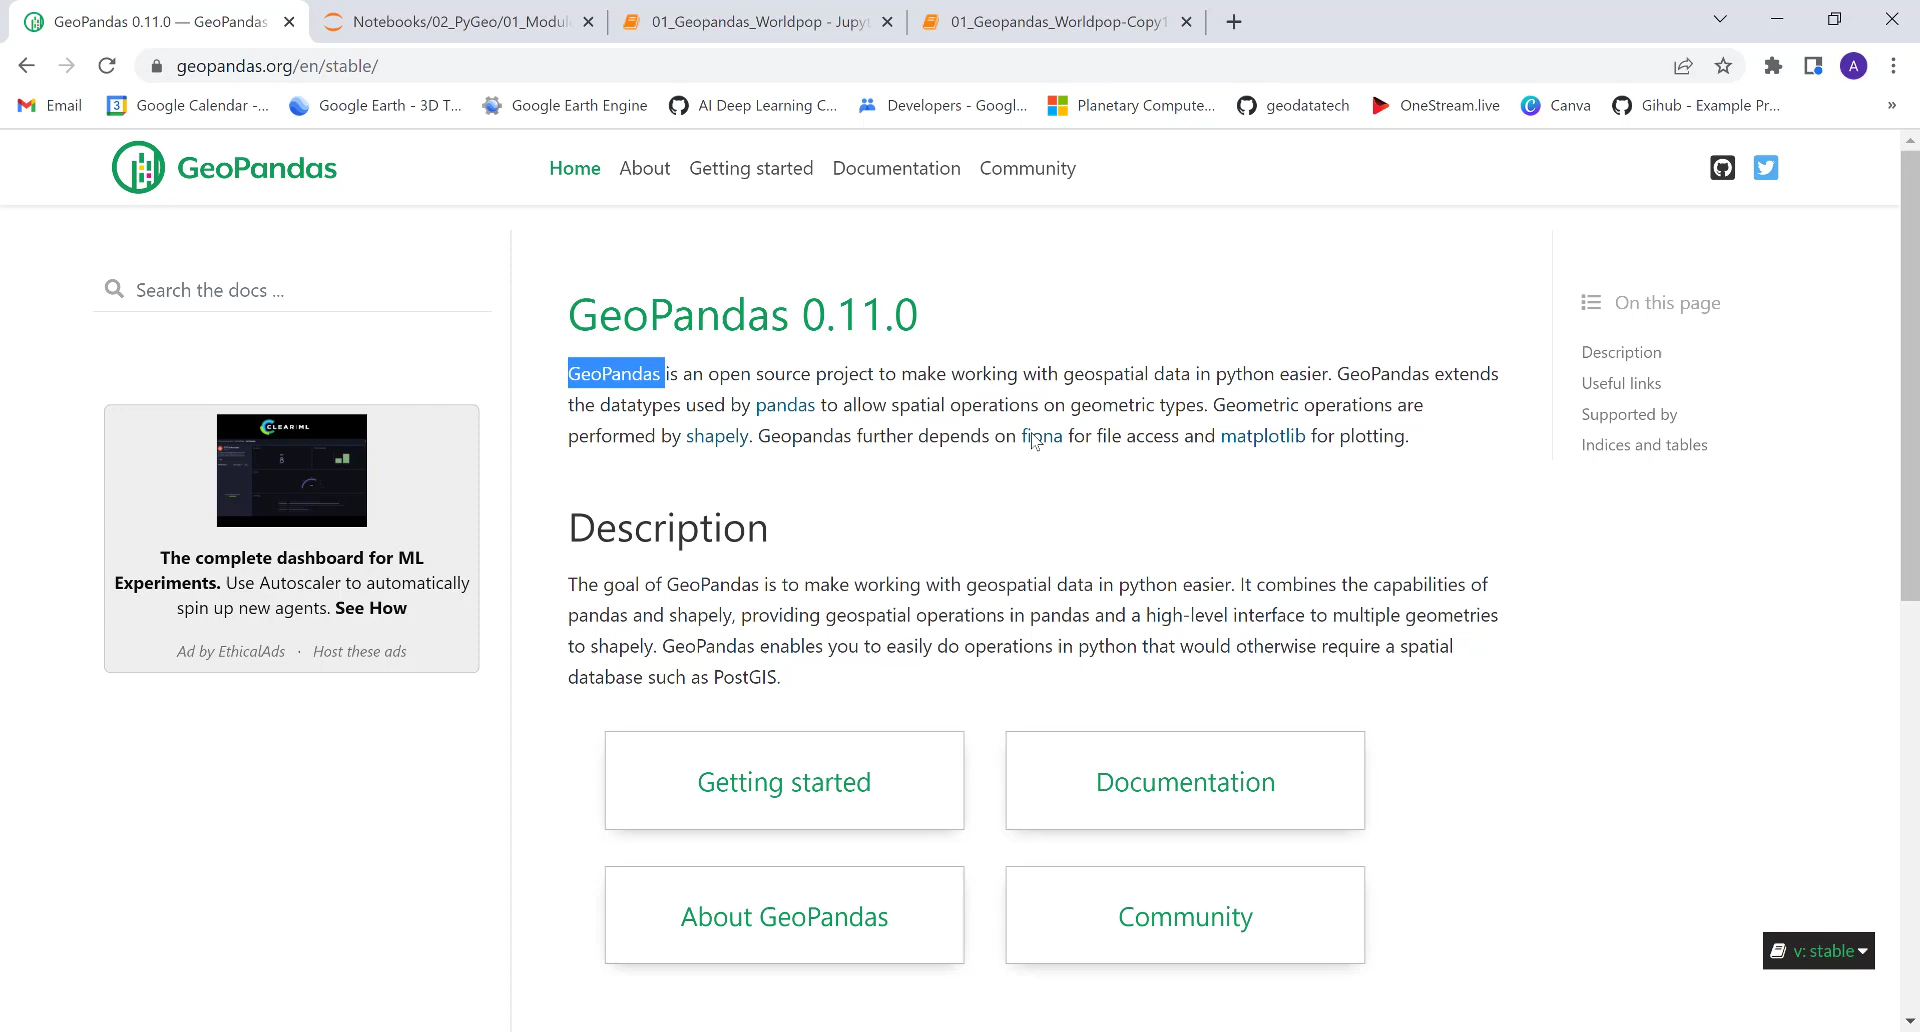 GeoPandas 0.11.0 — GeoPandas
Notebooks/02_PyGeo/01_Modul
01_Geopandas_Worldpop - Jupyt
01_Geopandas_Worldpop-Copy1
geopandas.org/en/stable/
A
Email
3
Google Calendar -...
Google Earth - 3D T...
Google Earth Engine
AI Deep Learning C...
Developers - Googl...
Planetary Compute...
geodatatech
OneStream.live
Canva
Gihub - Example Pr...
»
GeoPandas
Home
About
Getting started
Documentation
Community
Search the docs ...
CLEAR|ML
The complete dashboard for ML
Experiments. Use Autoscaler to automatically
spin up new agents. See How
Ad by EthicalAds · Host these ads
GeoPandas 0.11.0
GeoPandas is an open source project to make working with geospatial data in python easier. GeoPandas extends
the datatypes used by pandas to allow spatial operations on geometric types. Geometric operations are
performed by shapely. Geopandas further depends on fiona for file access and matplotlib for plotting.
Description
The goal of GeoPandas is to make working with geospatial data in python easier. It combines the capabilities of
pandas and shapely, providing geospatial operations in pandas and a high-level interface to multiple geometries
to shapely. GeoPandas enables you to easily do operations in python that would otherwise require a spatial
database such as PostGIS.
Getting started
Documentation
About GeoPandas
Community
On this page
Description
Useful links
Supported by
Indices and tables
v: stable